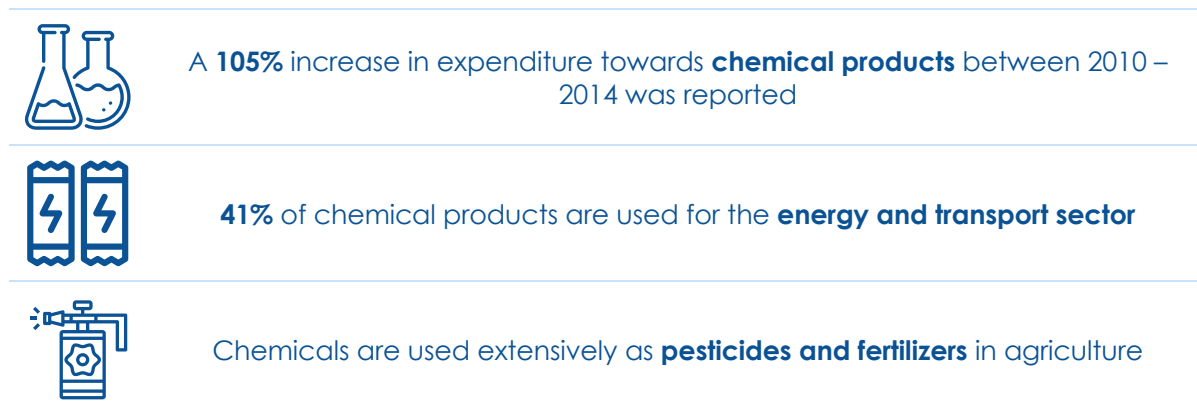 A 105% increase in expenditure towards chemical products between 2010 –
2014 was reported
41% of chemical products are used for the energy and transport sector
Chemicals are used extensively as pesticides and fertilizers in agriculture